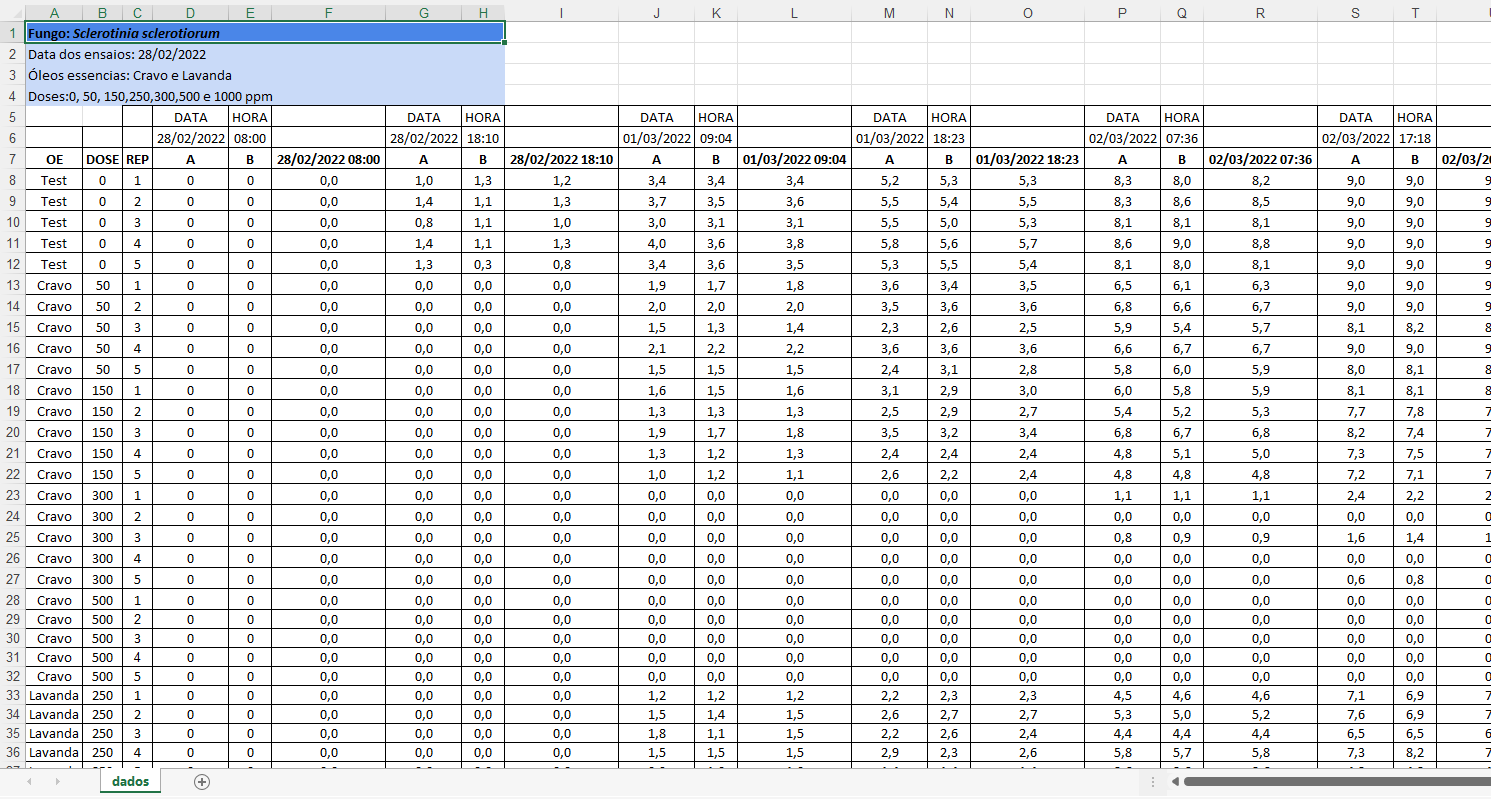 A B C D E F G H I J K L M N O P Q R S T
1 Fungo: Sclerotinia sclerotiorum
2 Data dos ensaios: 28/02/2022
3 Óleos essencias: Cravo e Lavanda
4 Doses:0, 50, 150,250,300,500 e 1000 ppm
5 DATA HORA DATA HORA DATA HORA DATA HORA DATA HORA DATA HORA
6 28/02/2022 08:00 28/02/2022 18:10 01/03/2022 09:04 01/03/2022 18:23 02/03/2022 07:36 02/03/2022 17:18
7 OE DOSE REP A B 28/02/2022 08:00 A B 28/02/2022 18:10 A B 01/03/2022 09:04 A B 01/03/2022 18:23 A B 02/03/2022 07:36 A B
8 Test 0 1 0 0 0,0 1,0 1,3 1,2 3,4 3,4 3,4 5,2 5,3 5,3 8,3 8,0 8,2 9,0 9,0
9 Test 0 2 0 0 0,0 1,4 1,1 1,3 3,7 3,5 3,6 5,5 5,4 5,5 8,3 8,6 8,5 9,0 9,0
10 Test 0 3 0 0 0,0 0,8 1,1 1,0 3,0 3,1 3,1 5,5 5,0 5,3 8,1 8,1 8,1 9,0 9,0
11 Test 0 4 0 0 0,0 1,4 1,1 1,3 4,0 3,6 3,8 5,8 5,6 5,7 8,6 9,0 8,8 9,0 9,0
12 Test 0 5 0 0 0,0 1,3 0,3 0,8 3,4 3,6 3,5 5,3 5,5 5,4 8,1 8,0 8,1 9,0 9,0
13 Cravo 50 1 0 0 0,0 0,0 0,0 0,0 1,9 1,7 1,8 3,6 3,4 3,5 6,5 6,1 6,3 9,0 9,0
14 Cravo 50 2 0 0 0,0 0,0 0,0 0,0 2,0 2,0 2,0 3,5 3,6 3,6 6,8 6,6 6,7 9,0 9,0
15 Cravo 50 3 0 0 0,0 0,0 0,0 0,0 1,5 1,3 1,4 2,3 2,6 2,5 5,9 5,4 5,7 8,1 8,2
16 Cravo 50 4 0 0 0,0 0,0 0,0 0,0 2,1 2,2 2,2 3,6 3,6 3,6 6,6 6,7 6,7 9,0 9,0
17 Cravo 50 5 0 0 0,0 0,0 0,0 0,0 1,5 1,5 1,5 2,4 3,1 2,8 5,8 6,0 5,9 8,0 8,1
18 Cravo 150 1 0 0 0,0 0,0 0,0 0,0 1,6 1,5 1,6 3,1 2,9 3,0 6,0 5,8 5,9 8,1 8,1
19 Cravo 150 2 0 0 0,0 0,0 0,0 0,0 1,3 1,3 1,3 2,5 2,9 2,7 5,4 5,2 5,3 7,7 7,8
20 Cravo 150 3 0 0 0,0 0,0 0,0 0,0 1,9 1,7 1,8 3,5 3,2 3,4 6,8 6,7 6,8 8,2 7,4
21 Cravo 150 4 0 0 0,0 0,0 0,0 0,0 1,3 1,2 1,3 2,4 2,4 2,4 4,8 5,1 5,0 7,3 7,5
22 Cravo 150 5 0 0 0,0 0,0 0,0 0,0 1,0 1,2 1,1 2,6 2,2 2,4 4,8 4,8 4,8 7,2 7,1
23 Cravo 300 1 0 0 0,0 0,0 0,0 0,0 0,0 0,0 0,0 0,0 0,0 0,0 1,1 1,1 1,1 2,4 2,2
24 Cravo 300 2 0 0 0,0 0,0 0,0 0,0 0,0 0,0 0,0 0,0 0,0 0,0 0,0 0,0 0,0 0,0 0,0
25 Cravo 300 3 0 0 0,0 0,0 0,0 0,0 0,0 0,0 0,0 0,0 0,0 0,0 0,8 0,9 0,9 1,6 1,4
26 Cravo 300 4 0 0 0,0 0,0 0,0 0,0 0,0 0,0 0,0 0,0 0,0 0,0 0,0 0,0 0,0 0,0 0,0
27 Cravo 300 5 0 0 0,0 0,0 0,0 0,0 0,0 0,0 0,0 0,0 0,0 0,0 0,0 0,0 0,0 0,6 0,8
28 Cravo 500 1 0 0 0,0 0,0 0,0 0,0 0,0 0,0 0,0 0,0 0,0 0,0 0,0 0,0 0,0 0,0 0,0
29 Cravo 500 2 0 0 0,0 0,0 0,0 0,0 0,0 0,0 0,0 0,0 0,0 0,0 0,0 0,0 0,0 0,0 0,0
30 Cravo 500 3 0 0 0,0 0,0 0,0 0,0 0,0 0,0 0,0 0,0 0,0 0,0 0,0 0,0 0,0 0,0 0,0
31 Cravo 500 4 0 0 0,0 0,0 0,0 0,0 0,0 0,0 0,0 0,0 0,0 0,0 0,0 0,0 0,0 0,0 0,0
32 Cravo 500 5 0 0 0,0 0,0 0,0 0,0 0,0 0,0 0,0 0,0 0,0 0,0 0,0 0,0 0,0 0,0 0,0
33 Lavanda 250 1 0 0 0,0 0,0 0,0 0,0 1,2 1,2 1,2 2,2 2,3 2,3 4,5 4,6 4,6 7,1 6,9
34 Lavanda 250 2 0 0 0,0 0,0 0,0 0,0 1,5 1,4 1,5 2,6 2,7 2,7 5,3 5,0 5,2 7,6 6,9
35 Lavanda 250 3 0 0 0,0 0,0 0,0 0,0 1,8 1,1 1,5 2,2 2,6 2,4 4,4 4,4 4,4 6,5 6,5
36 Lavanda 250 4 0 0 0,0 0,0 0,0 0,0 1,5 1,5 1,5 2,9 2,3 2,6 5,8 5,7 5,8 7,3 8,2
dados